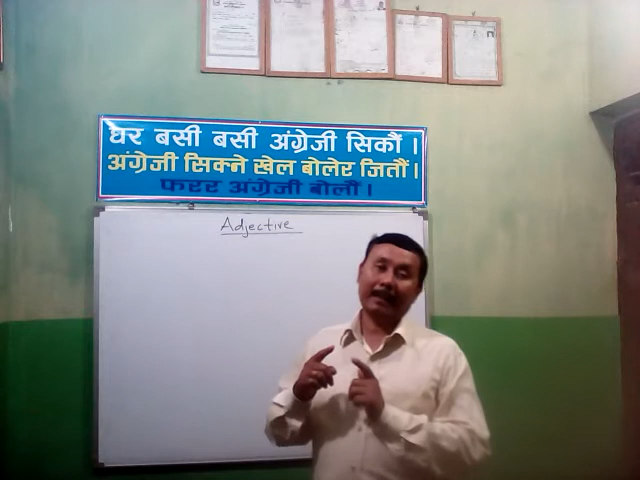 घर बसी बसी अंग्रेजी सिकौं ।
अंग्रेजी सिक्ने खेल बोलेर जितौं ।
फरर अंग्रेजी बोलौं ।
Adjective